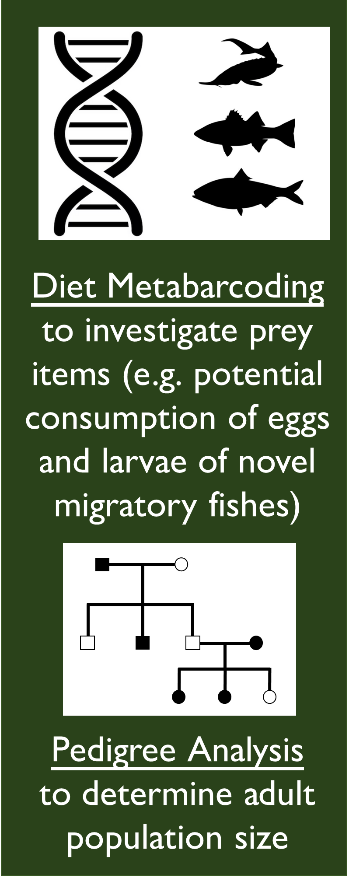 Diet Metabarcoding
to investigate prey
items (e.g. potential
consumption of eggs
and larvae of novel
migratory fishes)
Pedigree Analysis
to determine adult
population size